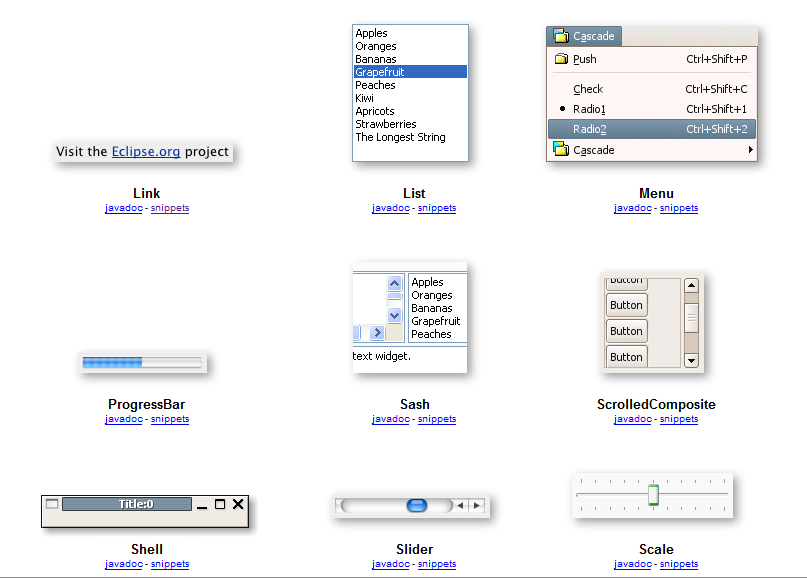 Visit the Eclipse.org project
Link
javadoc - snippets
Apples
Oranges
Bananas
Grapefruit
Peaches
Kiwi
Apricots
Strawberries
The Longest String
List
javadoc - snippets
Cascade
Push Ctrl+Shift+P
Check Ctrl+Shift+C
Radio1 Ctrl+Shift+1
Radio2 Ctrl+Shift+2
Cascade
Menu
javadoc - snippets
ProgressBar
javadoc - snippets
Apples
Oranges
Bananas
Grapefruit
Peaches
text widget.
Sash
javadoc - snippets
Button
Button
Button
Button
ScrolledComposite
javadoc - snippets
Title:0
Shell
javadoc - snippets
Slider
javadoc - snippets
Scale
javadoc - snippets